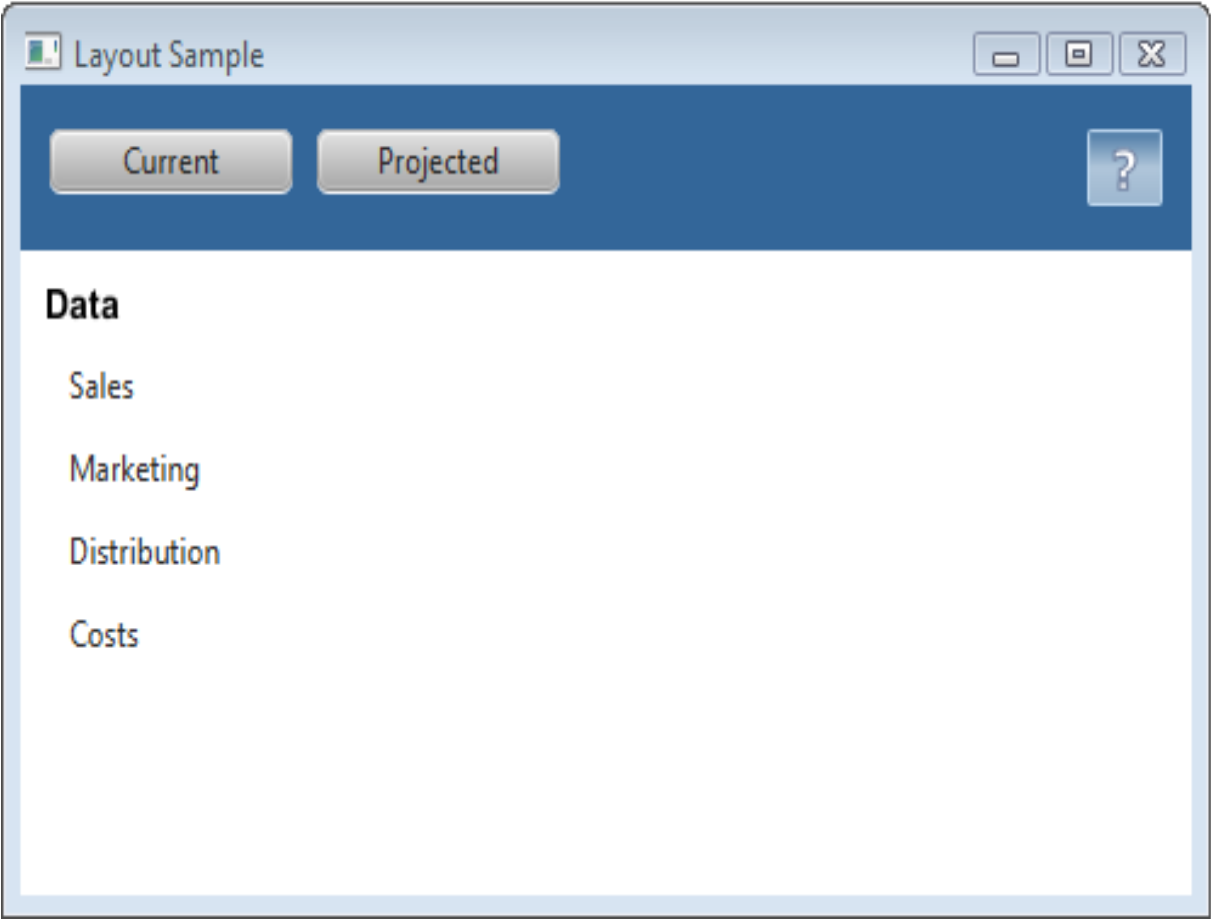 Layout Sample
Current Projected ?
Data
Sales
Marketing
Distribution
Costs